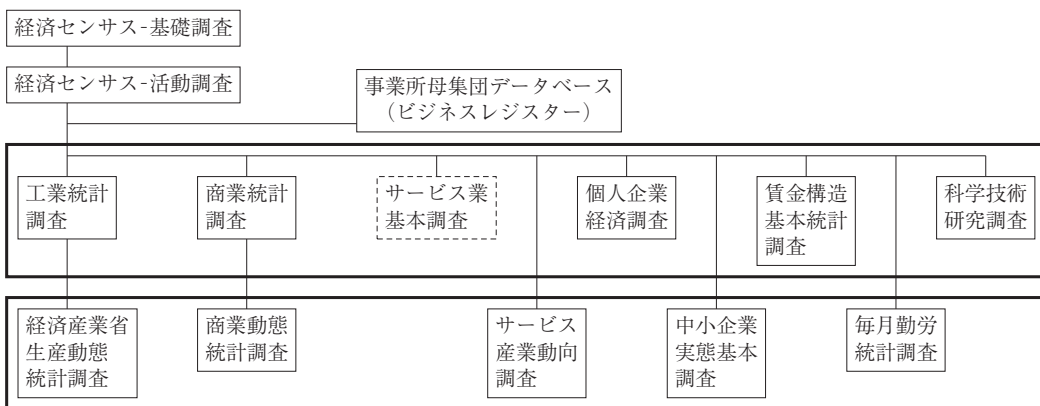 経済センサス-基礎調査
経済センサス-活動調査
事業所母集団データベース
（ビジネスレジスター）
工業統計
調査
商業統計
調査
サービス業
基本調査
個人企業
経済調査
賃金構造
基本統計
調査
科学技術
研究調査
経済産業省
生産動態
統計調査
商業動態
統計調査
サービス
産業動向
調査
中小企業
実態基本
調査
毎月勤労
統計調査